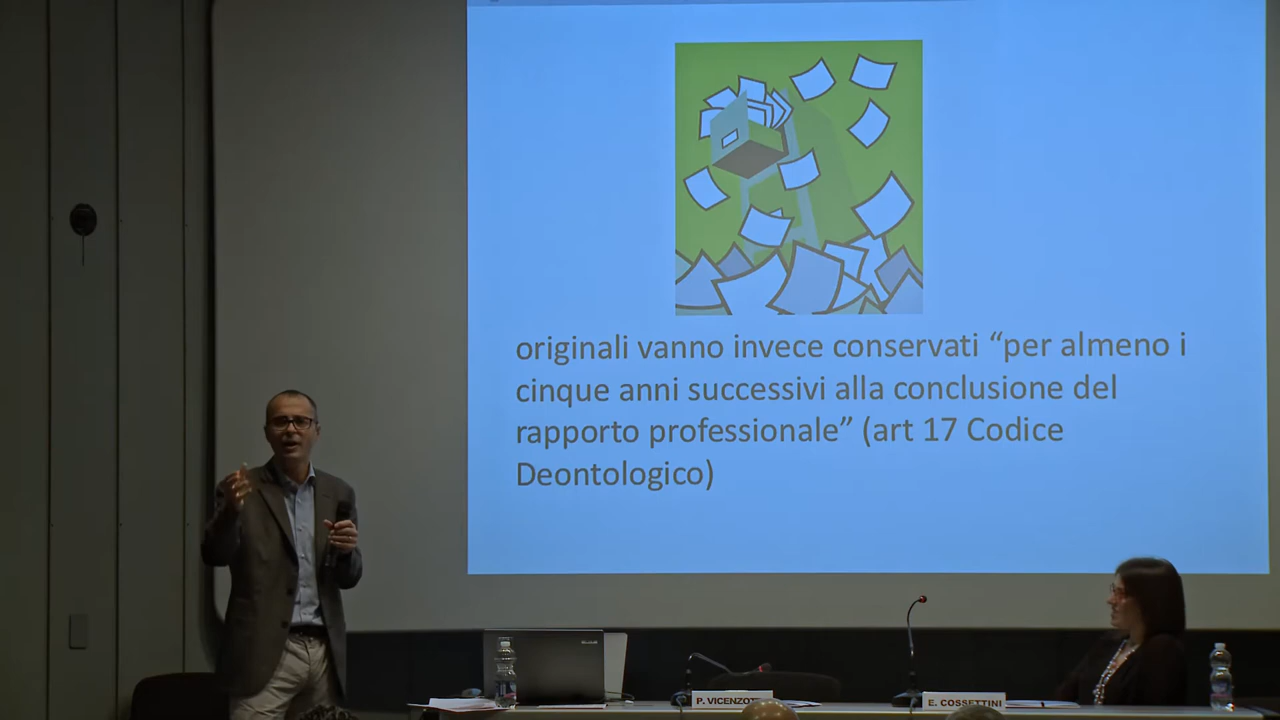 originali vanno invece conservati “per almeno i
cinque anni successivi alla conclusione del
rapporto professionale” (art 17 Codice
Deontologico)
E. COSSETTINI